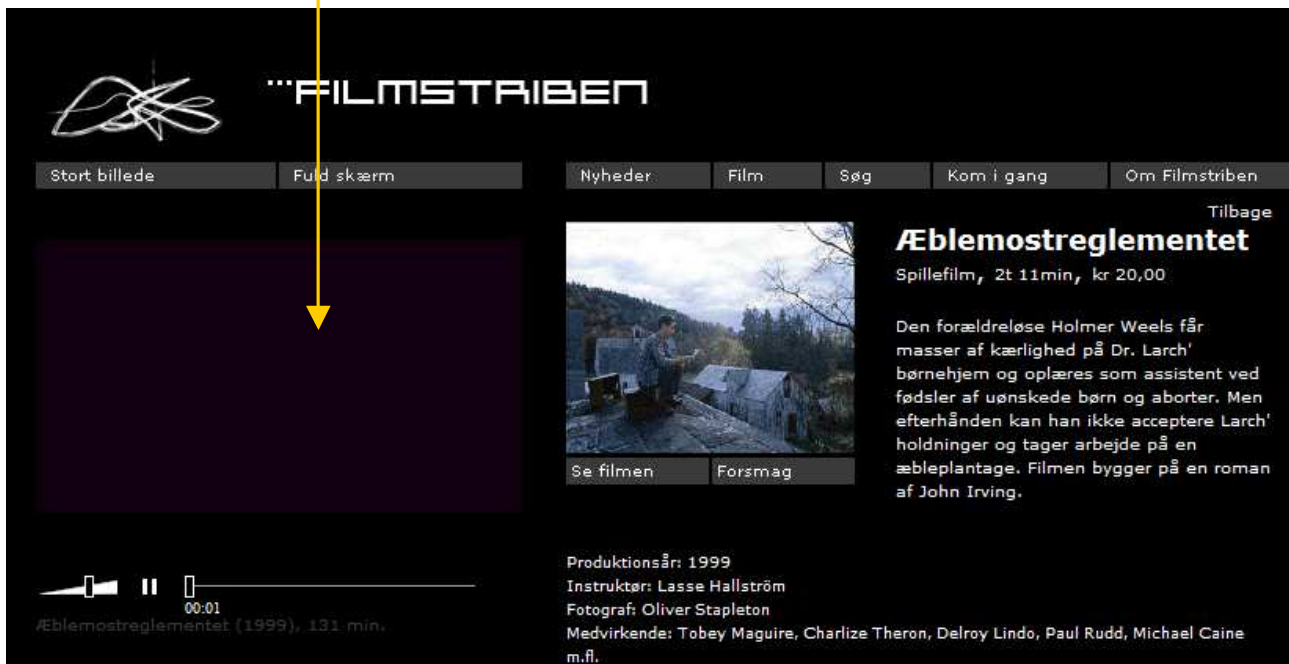 FILMSTRIBEN
Stort billede Fuld skærm Nyheder Film Søg Kom i gang Om Filmstriben
Tilbage
Æblemostreglementet
Spillefilm, 2t 11min, kr 20,00
Den forældreløse Holmer Weels får
masser af kærlighed på Dr. Larch'
børnehjem og oplæres som assistent ved
fødsler af uønskede børn og aborter. Men
efterhånden kan han ikke acceptere Larch'
holdninger og tager arbejde på en
æbleplantage. Filmen bygger på en roman
af John Irving.
Se filmen Forsmag
00:01
Æblemostreglementet (1999), 131 min.
Produktionsår: 1999
Instruktør: Lasse Hallström
Fotograf: Oliver Stapleton
Medvirkende: Tobey Maguire, Charlize Theron, Delroy Lindo, Paul Rudd, Michael Caine
m.fl.